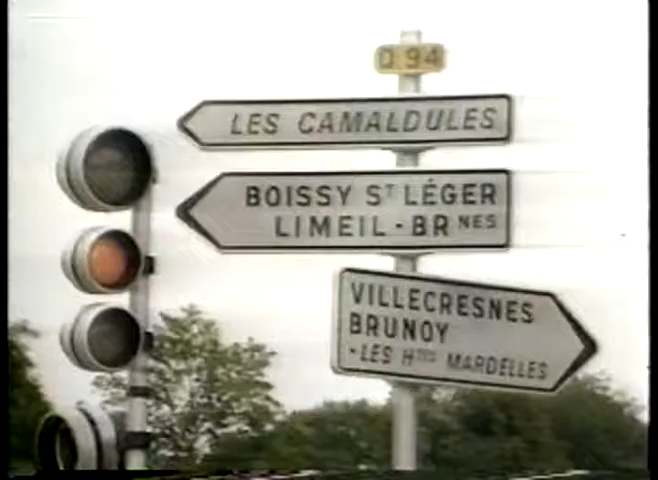 D 94
LES CAMALDULES
BOISSY ST LÉGER
LIMEIL - BRNES
VILLECRESNES
BRUNOY
- LES HTES MARDELLES